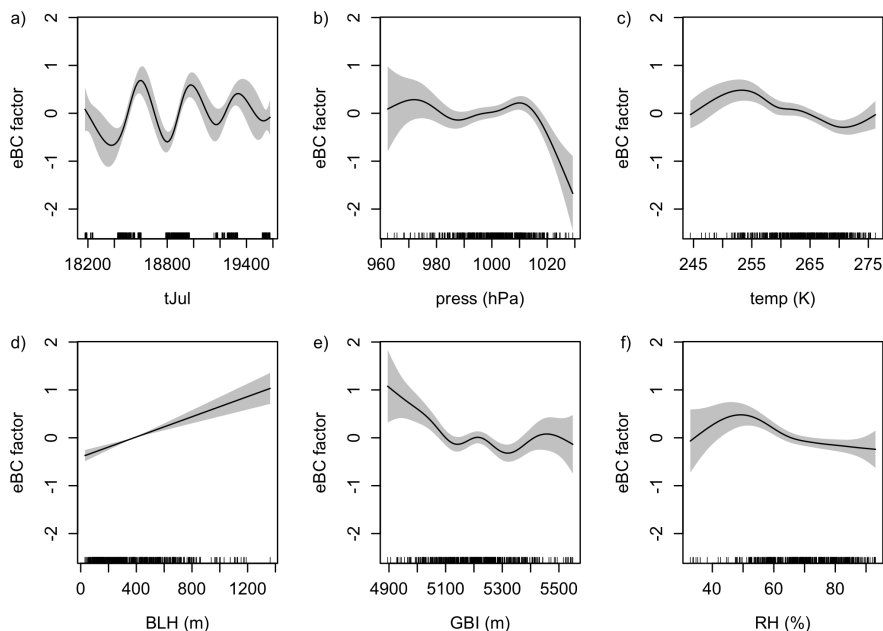 a)
eBC factor
2
1
0
-1
-2
18200 18800 19400
tJul
b)
eBC factor
2
1
0
-1
-2
960 980 1000 1020
press (hPa)
c)
eBC factor
2
1
0
-1
-2
245 255 265 275
temp (K)
d)
eBC factor
2
1
0
-1
-2
0 400 800 1200
BLH (m)
e)
eBC factor
2
1
0
-1
-2
4900 5100 5300 5500
GBI (m)
f)
eBC factor
2
1
0
-1
-2
40 60 80
RH (%)